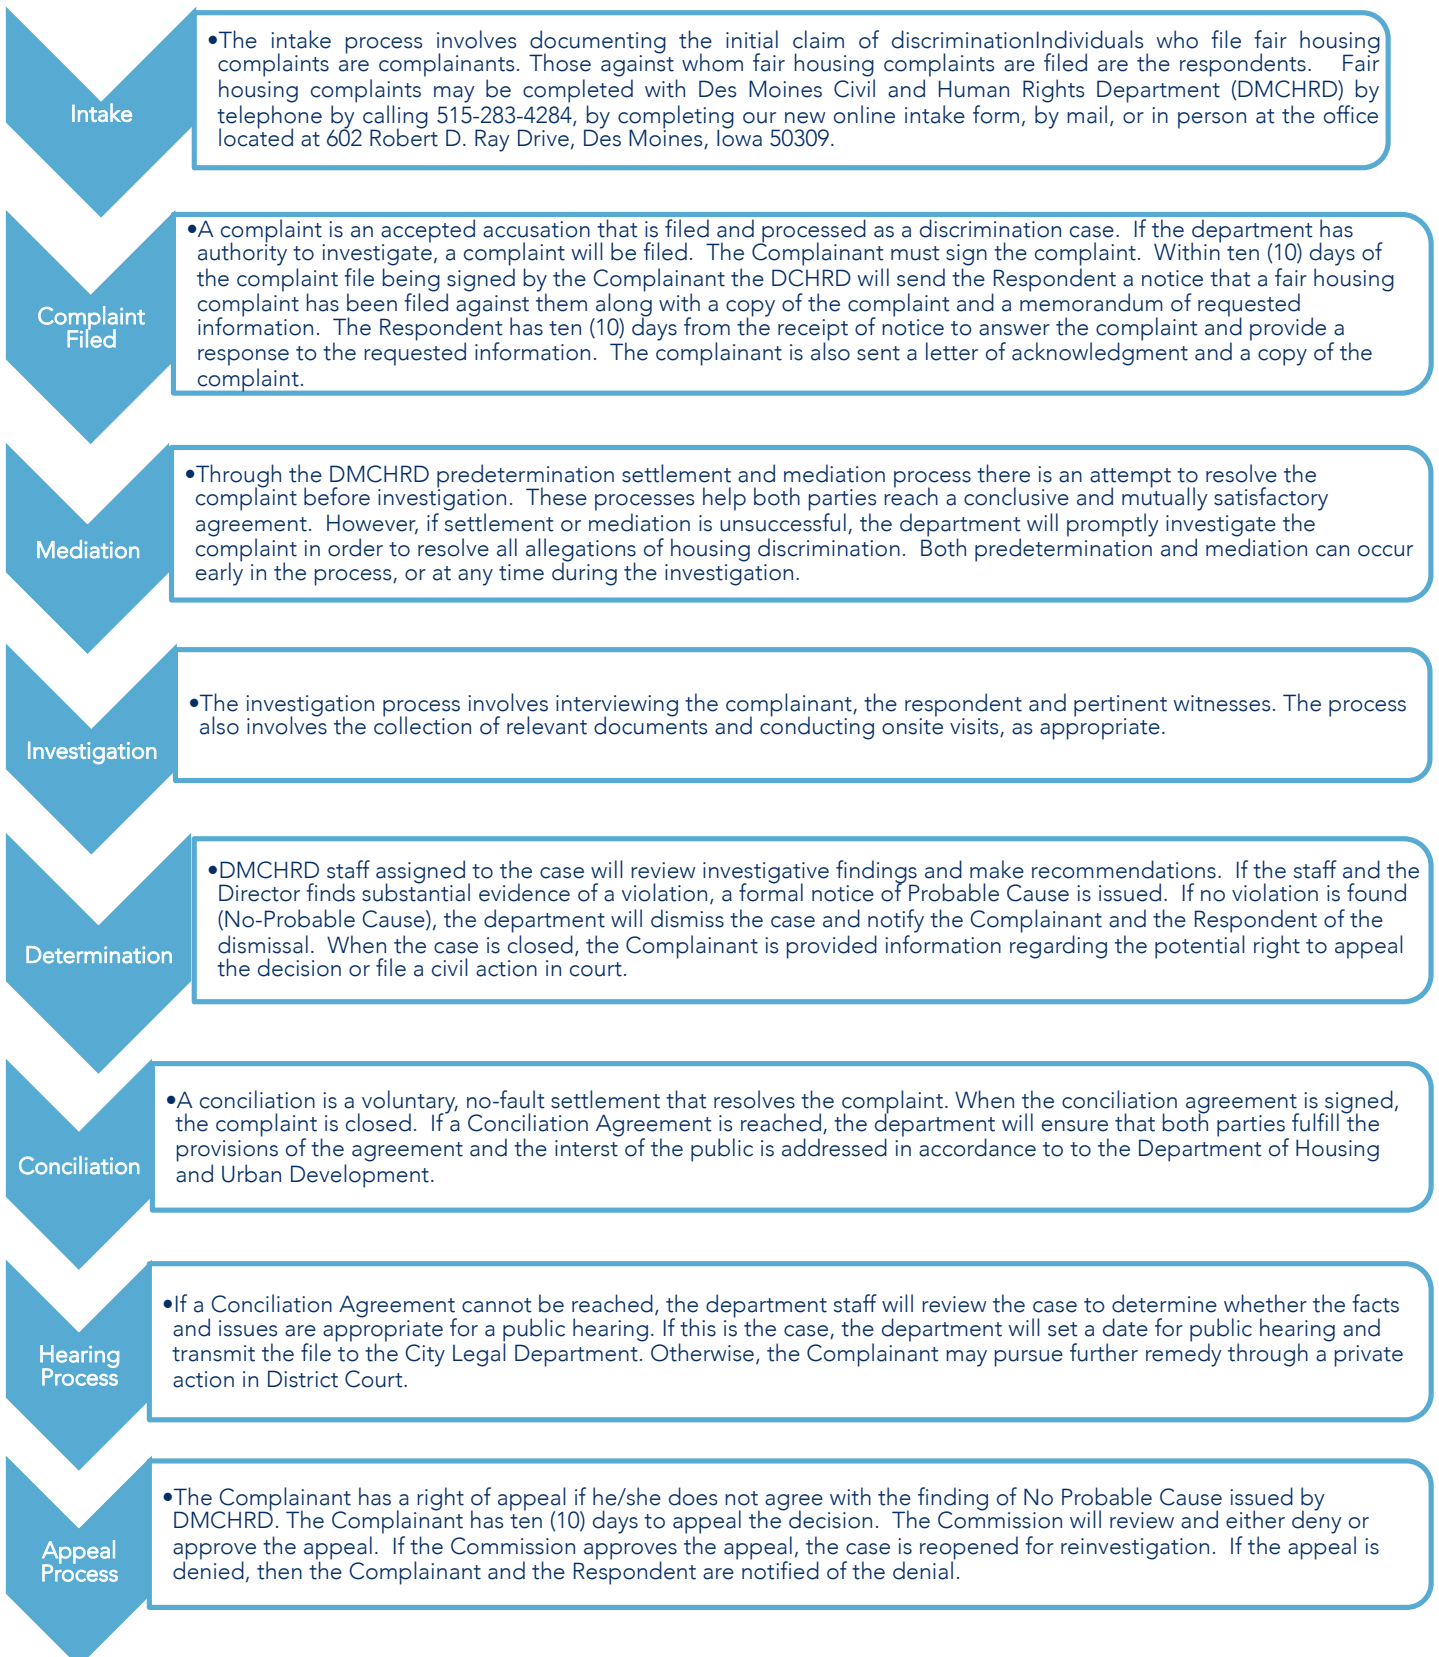 Intake
•The intake process involves documenting the initial claim of discriminationIndividuals who file fair housing
complaints are complainants. Those against whom fair housing complaints are filed are the respondents. Fair
housing complaints may be completed with Des Moines Civil and Human Rights Department (DMCHRD) by
telephone by calling 515-283-4284, by completing our new online intake form, by mail, or in person at the office
located at 602 Robert D. Ray Drive, Des Moines, Iowa 50309.
Complaint
Filed
•A complaint is an accepted accusation that is filed and processed as a discrimination case. If the department has
authority to investigate, a complaint will be filed. The Complainant must sign the complaint. Within ten (10) days of
the complaint file being signed by the Complainant the DCHRD will send the Respondent a notice that a fair housing
complaint has been filed against them along with a copy of the complaint and a memorandum of requested
information. The Respondent has ten (10) days from the receipt of notice to answer the complaint and provide a
response to the requested information. The complainant is also sent a letter of acknowledgment and a copy of the
complaint.
Mediation
•Through the DMCHRD predetermination settlement and mediation process there is an attempt to resolve the
complaint before investigation. These processes help both parties reach a conclusive and mutually satisfactory
agreement. However, if settlement or mediation is unsuccessful, the department will promptly investigate the
complaint in order to resolve all allegations of housing discrimination. Both predetermination and mediation can occur
early in the process, or at any time during the investigation.
Investigation
•The investigation process involves interviewing the complainant, the respondent and pertinent witnesses. The process
also involves the collection of relevant documents and conducting onsite visits, as appropriate.
Determination
•DMCHRD staff assigned to the case will review investigative findings and make recommendations. If the staff and the
Director finds substantial evidence of a violation, a formal notice of Probable Cause is issued. If no violation is found
(No-Probable Cause), the department will dismiss the case and notify the Complainant and the Respondent of the
dismissal. When the case is closed, the Complainant is provided information regarding the potential right to appeal
the decision or file a civil action in court.
Conciliation
•A conciliation is a voluntary, no-fault settlement that resolves the complaint. When the conciliation agreement is signed,
the complaint is closed. If a Conciliation Agreement is reached, the department will ensure that both parties fulfill the
provisions of the agreement and the interst of the public is addressed in accordance to to the Department of Housing
and Urban Development.
Hearing
Process
•If a Conciliation Agreement cannot be reached, the department staff will review the case to determine whether the facts
and issues are appropriate for a public hearing. If this is the case, the department will set a date for public hearing and
transmit the file to the City Legal Department. Otherwise, the Complainant may pursue further remedy through a private
action in District Court.
Appeal
Process
•The Complainant has a right of appeal if he/she does not agree with the finding of No Probable Cause issued by
DMCHRD. The Complainant has ten (10) days to appeal the decision. The Commission will review and either deny or
approve the appeal. If the Commission approves the appeal, the case is reopened for reinvestigation. If the appeal is
denied, then the Complainant and the Respondent are notified of the denial.